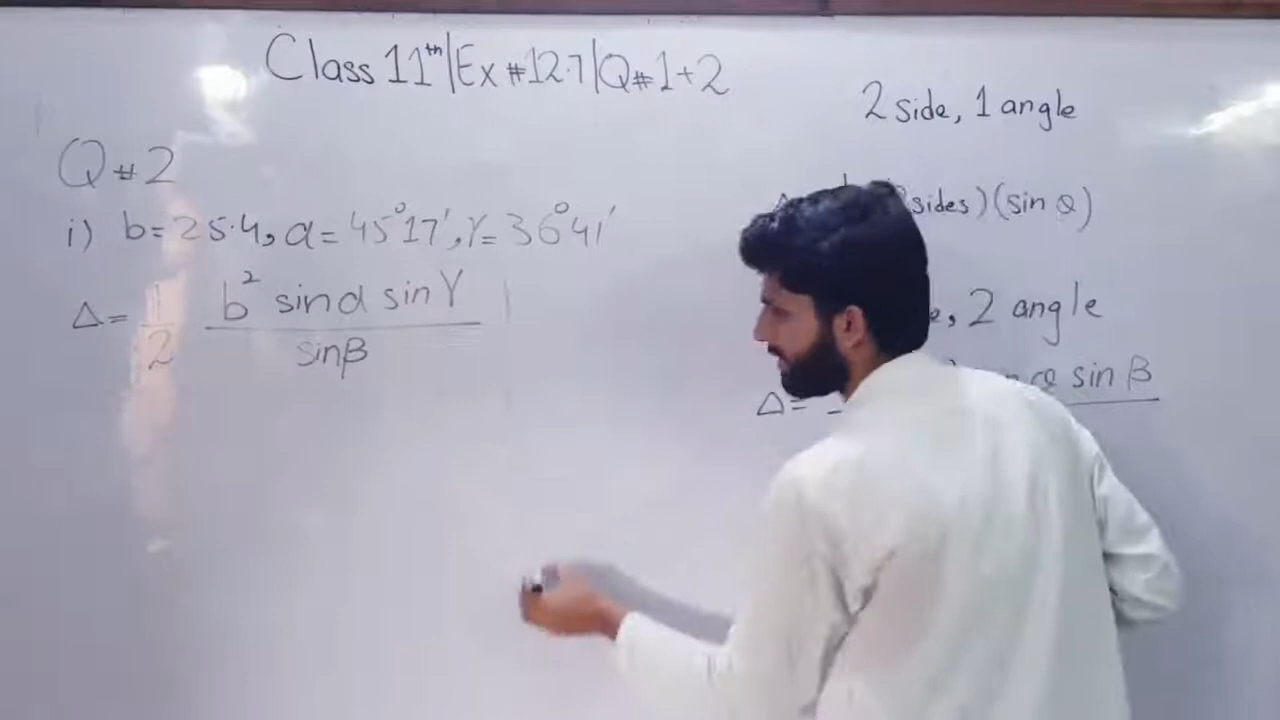 Class 11th|Ex#12.7|Q#1+2
Q#2
i) b=25.4, α=45°17', γ=36°41'
Δ= 1/2 b² sinα sinγ / sinβ
2 side, 1 angle
sides)(sin θ)
, 2 angle
Δ=
sin β